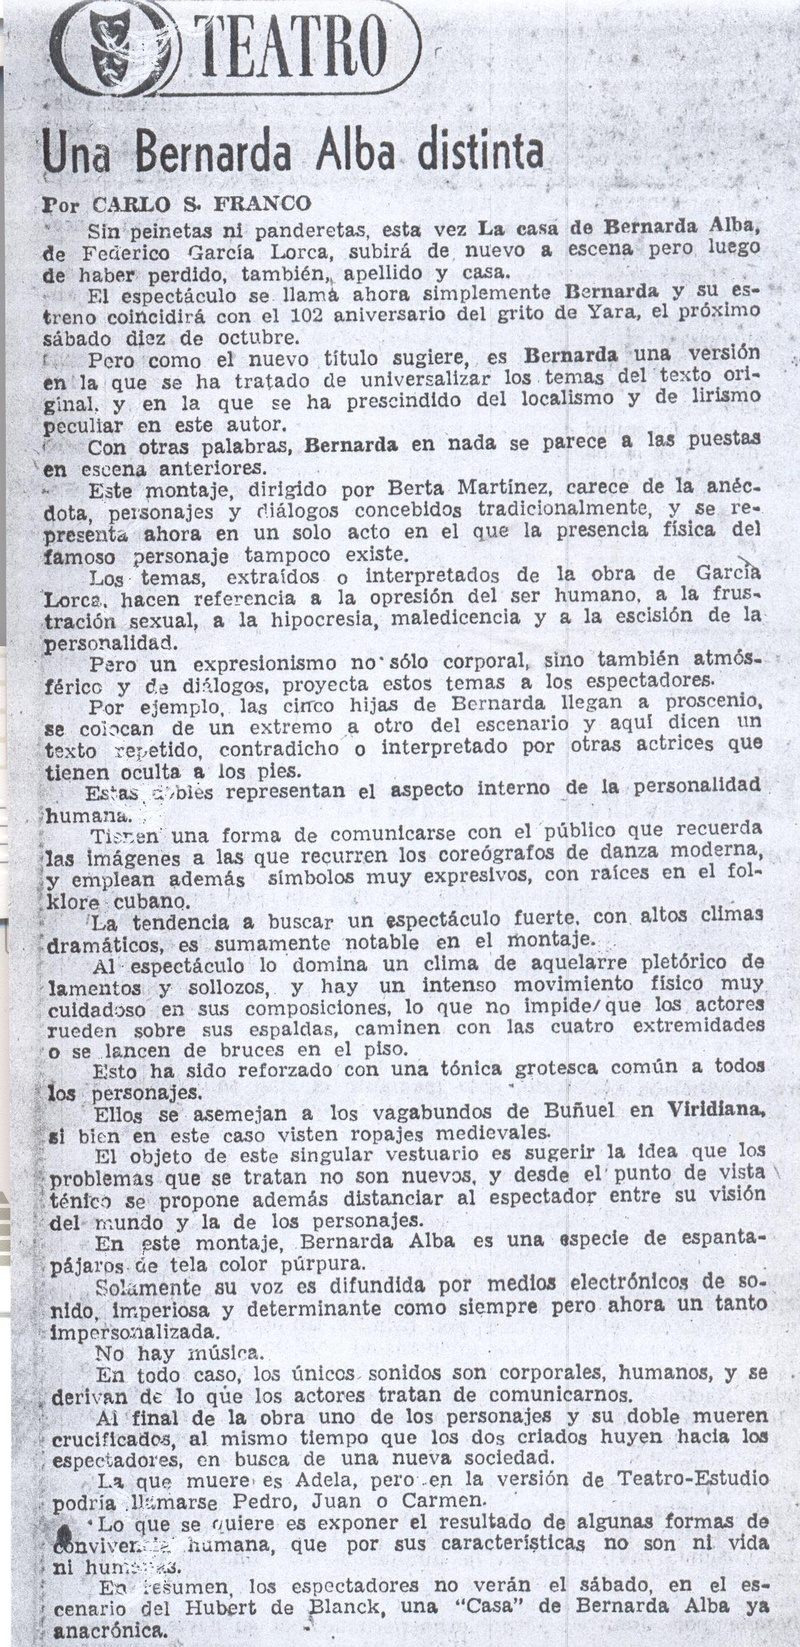 TEATRO
Una Bernarda Alba distinta
Por CARLO S. FRANCO
Sin peinetas ni panderetas, esta vez La casa de Bernarda Alba,
de Federico García Lorca, subirá de nuevo a escena pero luego
de haber perdido, también, apellido y casa.
El espectáculo se llama ahora simplemente Bernarda y su es-
treno coincidirá con el 102 aniversario del grito de Yara, el próximo
sábado diez de octubre.
Pero como el nuevo título sugiere, es Bernarda una versión
en la que se ha tratado de universalizar los temas del texto ori-
ginal, y en la que se ha prescindido del localismo y de lirismo
peculiar en este autor.
Con otras palabras, Bernarda en nada se parece a las puestas
en escena anteriores.
Este montaje, dirigido por Berta Martínez, carece de la anéc-
dota, personajes y diálogos concebidos tradicionalmente, y se re-
presenta ahora en un solo acto en el que la presencia física del
famoso personaje tampoco existe.
Los temas, extraídos o interpretados de la obra de García
Lorca, hacen referencia a la opresión del ser humano, a la frus-
tración sexual, a la hipocresia, maledicencia y a la escisión de la
personalidad.
Pero un expresionismo no sólo corporal, sino también atmós-
férico y de diálogos, proyecta estos temas a los espectadores.
Por ejemplo, las cinco hijas de Bernarda llegan a proscenio,
se colocan de un extremo a otro del escenario y aquí dicen un
texto repetido, contradicho o interpretado por otras actrices que
tienen oculta a los pies.
Estas dobles representan el aspecto interno de la personalidad
humana.
Tienen una forma de comunicarse con el público que recuerda
las imágenes a las que recurren los coreógrafos de danza moderna,
y emplean además símbolos muy expresivos, con raíces en el fol-
klore cubano.
La tendencia a buscar un espectáculo fuerte, con altos climas
dramáticos, es sumamente notable en el montaje.
Al espectáculo lo domina un clima de aquelarre pletórico de
lamentos y sollozos, y hay un intenso movimiento físico muy
cuidadoso en sus composiciones, lo que no impide que los actores
rueden sobre sus espaldas, caminen con las cuatro extremidades
o se lancen de bruces en el piso.
Esto ha sido reforzado con una tónica grotesca común a todos
los personajes.
Ellos se asemejan a los vagabundos de Buñuel en Viridiana,
si bien en este caso visten ropajes medievales.
El objeto de este singular vestuario es sugerir la idea que los
problemas que se tratan no son nuevos, y desde el punto de vista
ténico se propone además distanciar al espectador entre su visión
del mundo y la de los personajes.
En este montaje, Bernarda Alba es una especie de espanta-
pájaros de tela color púrpura.
Solamente su voz es difundida por medios electrónicos de so-
nido, imperiosa y determinante como siempre pero ahora un tanto
impersonalizada.
No hay música.
En todo caso, los únicos sonidos son corporales, humanos, y se
derivan de lo que los actores tratan de comunicarnos.
Al final de la obra uno de los personajes y su doble mueren
crucificados, al mismo tiempo que los dos criados huyen hacia los
espectadores, en busca de una nueva sociedad.
La que muere es Adela, pero en la versión de Teatro-Estudio
podría llamarse Pedro, Juan o Carmen.
Lo que se quiere es exponer el resultado de algunas formas de
convivencia humana, que por sus características no son ni vida
ni humanas.
En resumen, los espectadores no verán el sábado, en el es-
cenario del Hubert de Blanck, una "Casa" de Bernarda Alba ya
anacrónica.